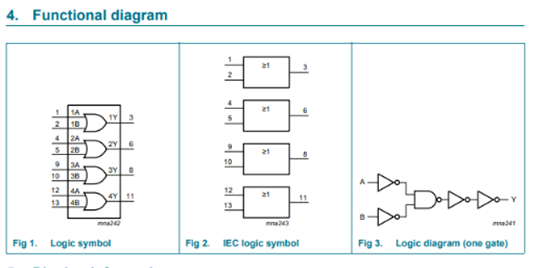 4. Functional diagram
1 1A 1Y 3
2 1B
4 2A 2Y 6
5 2B
9 3A 3Y 8
10 3B
12 4A 4Y 11
13 4B
mna242
Fig 1. Logic symbol
1 ≥1 3
2
4 ≥1 6
5
9 ≥1 8
10
12 ≥1 11
13
mna243
Fig 2. IEC logic symbol
A
B
Y
mna241
Fig 3. Logic diagram (one gate)